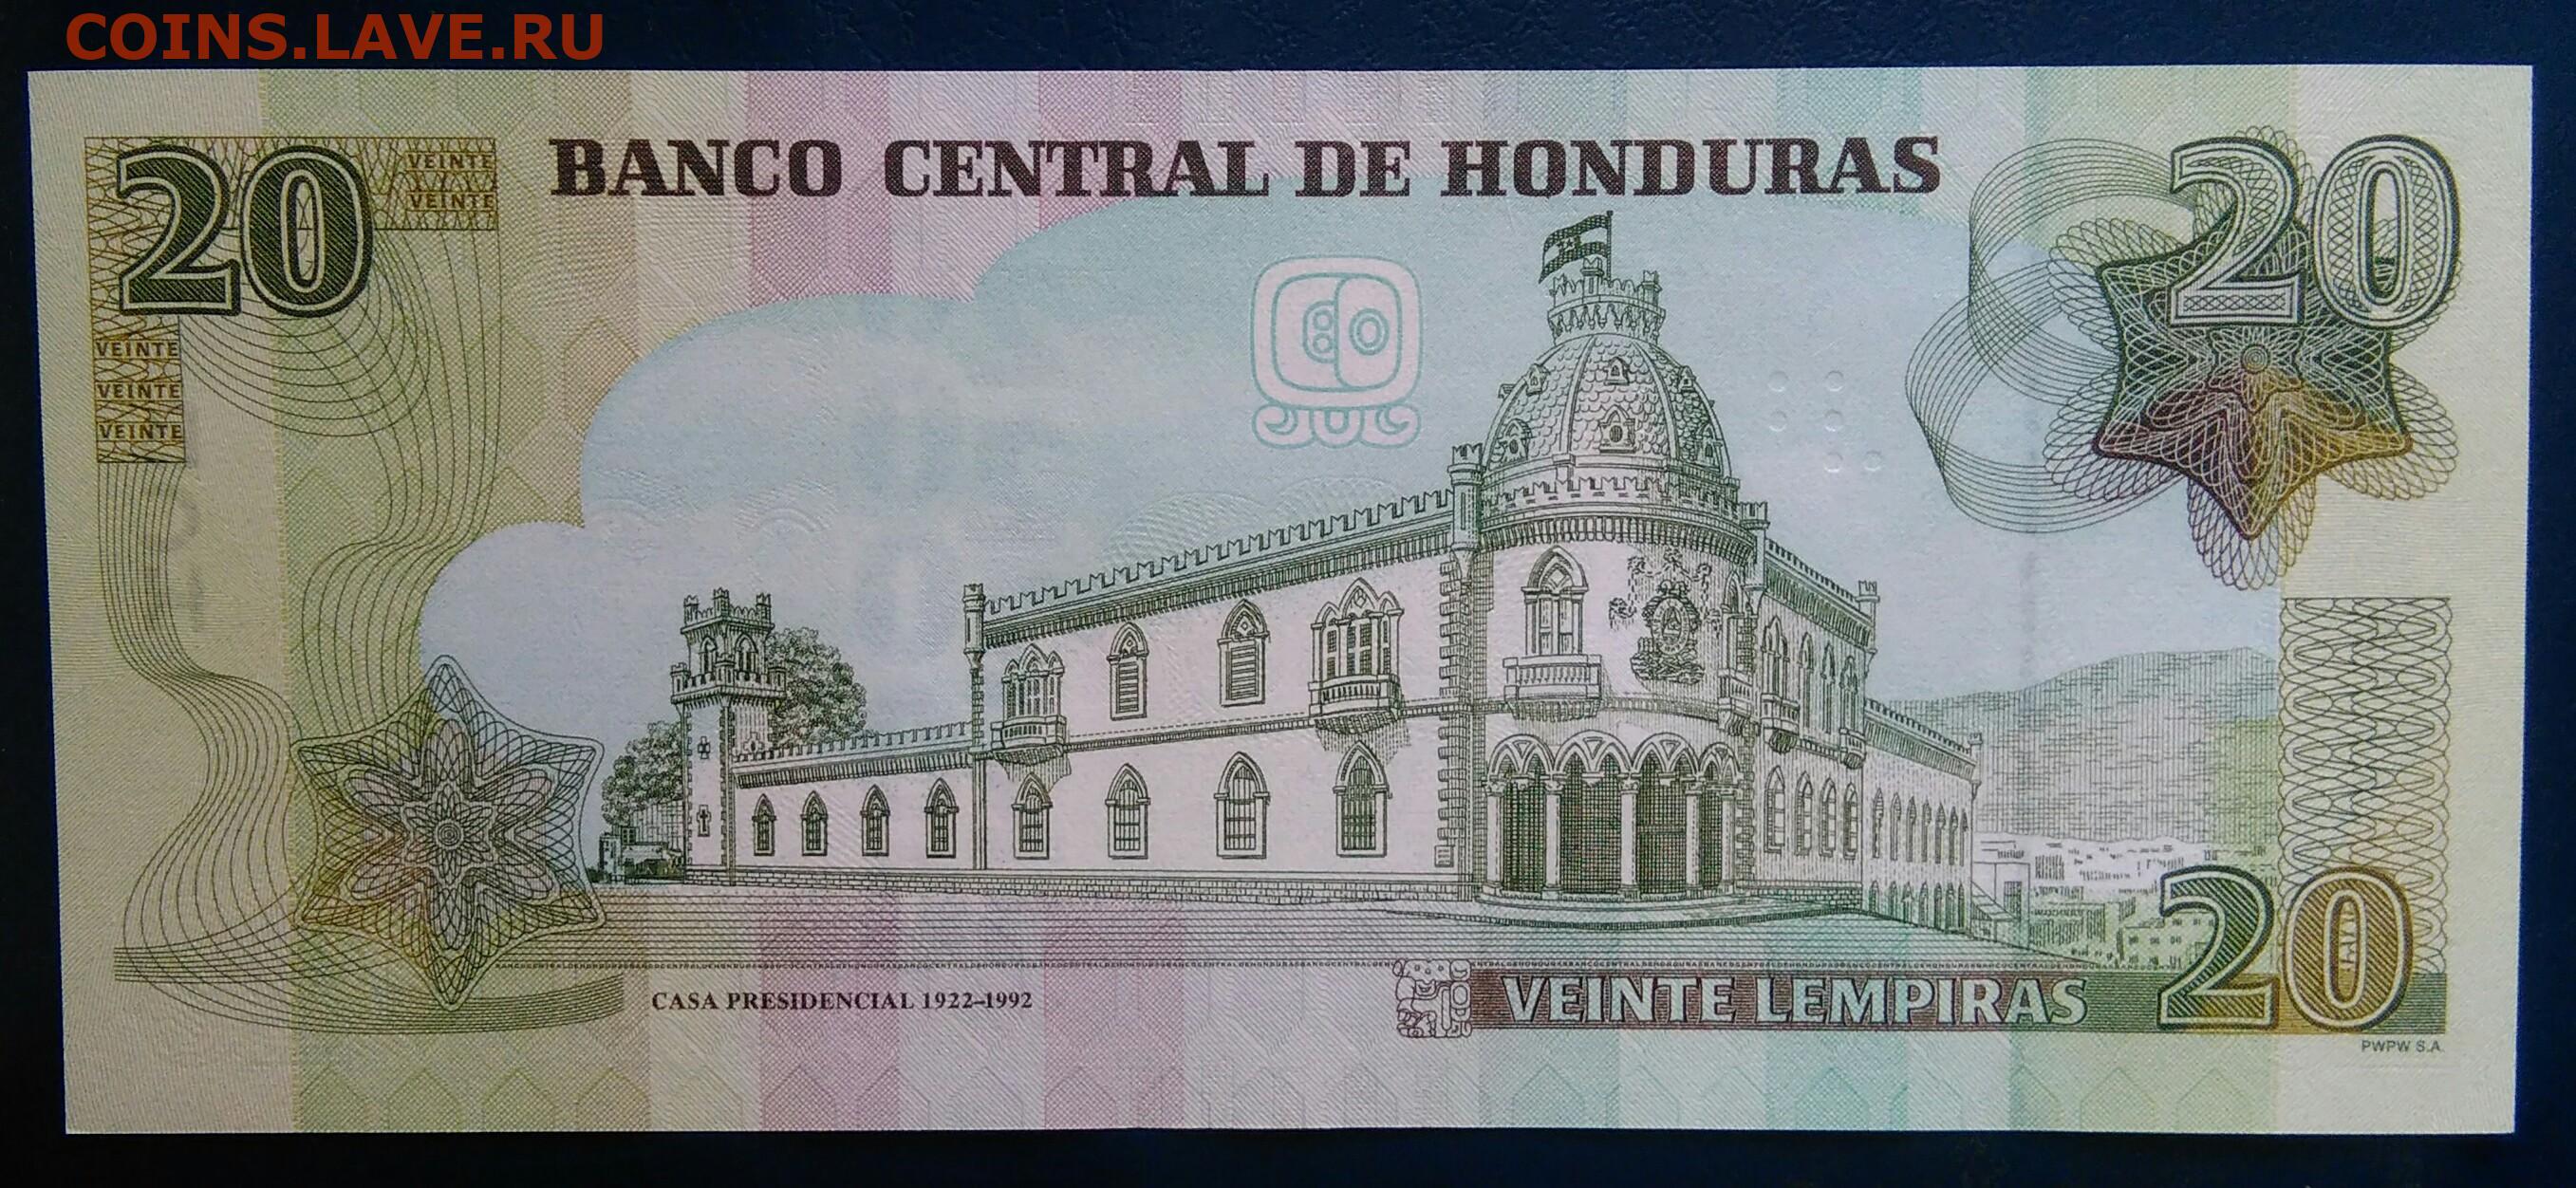 COINS.LAVE.RU
BANCO CENTRAL DE HONDURAS
20
VEINTE
VEINTE
20
VEINTE
VEINTE
VEINTE
CASA PRESIDENCIAL 1922-1992
VEINTE LEMPIRAS
20
PWPW S.A.